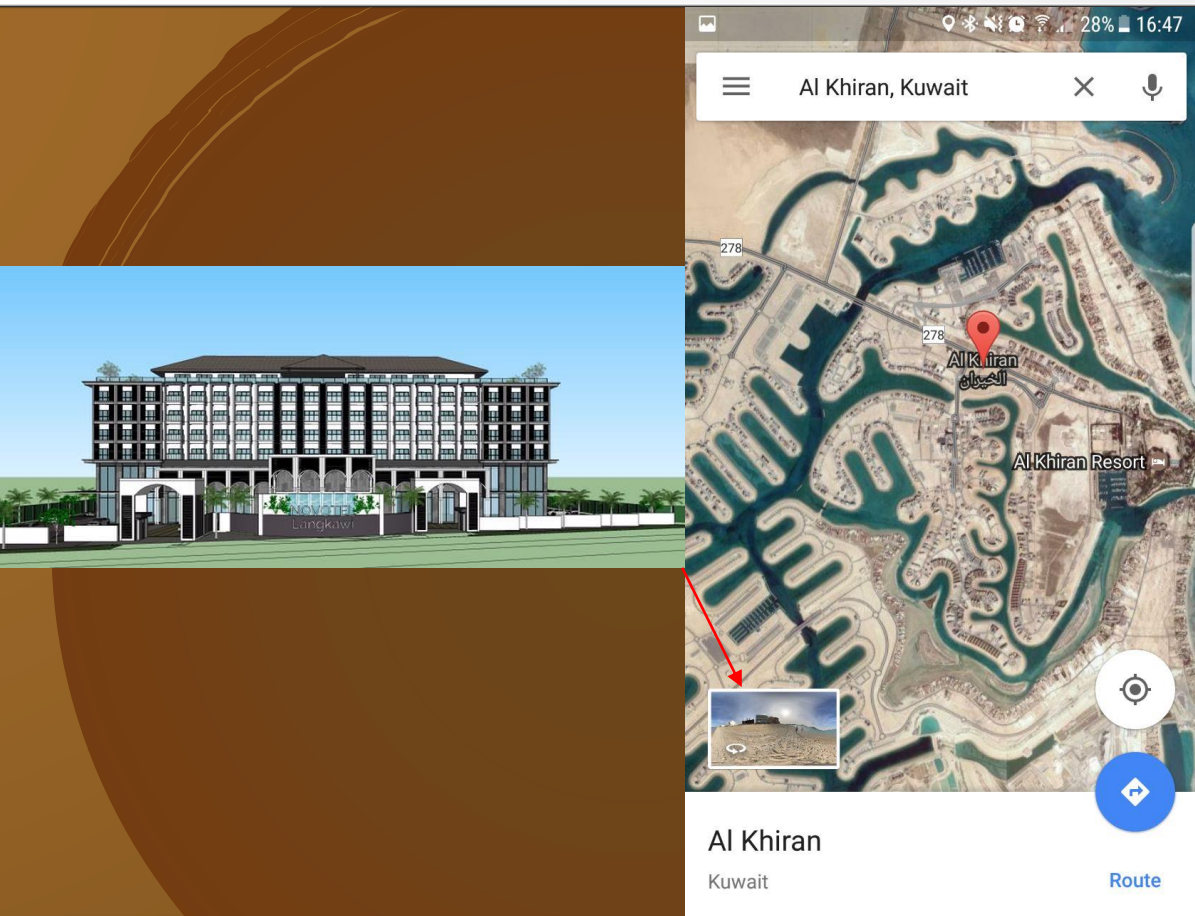 NOVOTEL
Langkawi
28% 16:47
Al Khiran, Kuwait
278
278
Al Khiran
الخيران
Al Khiran Resort
Al Khiran
Kuwait
Route